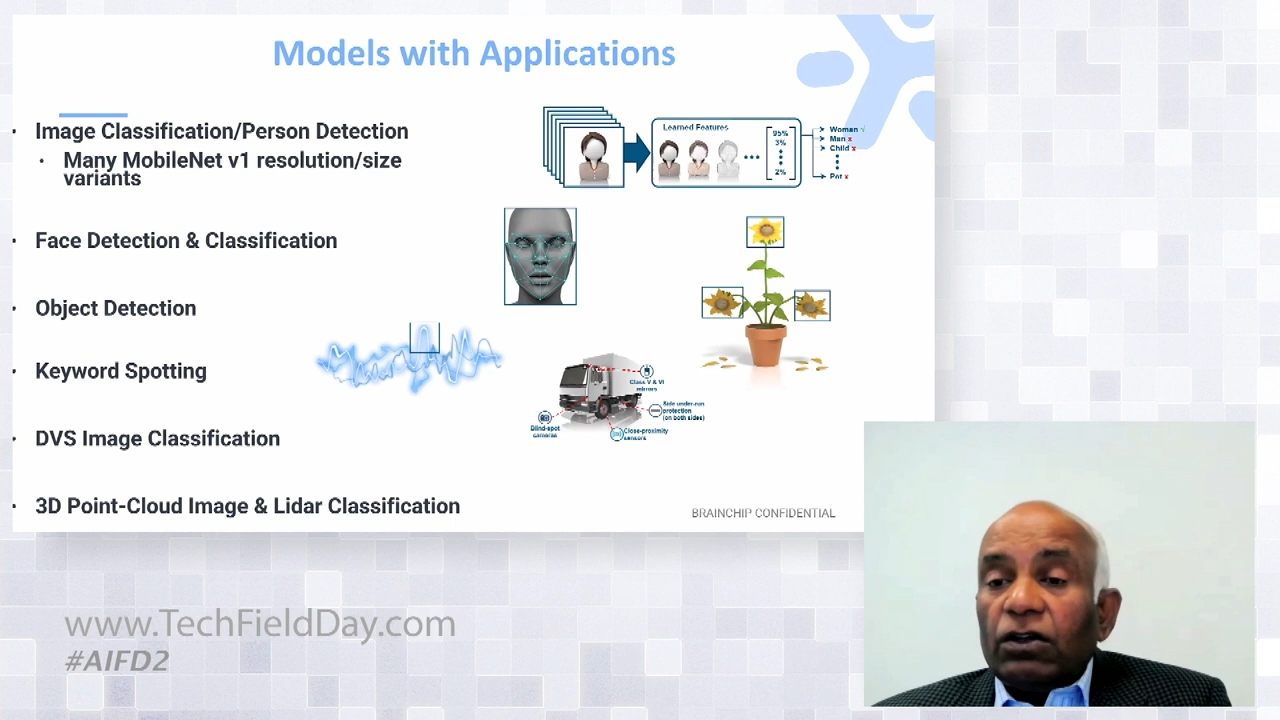 Models with Applications
· Image Classification/Person Detection
· Many MobileNet v1 resolution/size
variants
· Face Detection & Classification
· Object Detection
· Keyword Spotting
· DVS Image Classification
· 3D Point-Cloud Image & Lidar Classification
Learned Features
95%
3%
2%
Woman √
Man x
Child x
Pet x
Class V & VI
mirrors
Side under-run
protection
(on both sides)
Blind-spot
cameras
Close-proximity
sensors
BRAINCHIP CONFIDENTIAL
www.TechFieldDay.com
#AIFD2